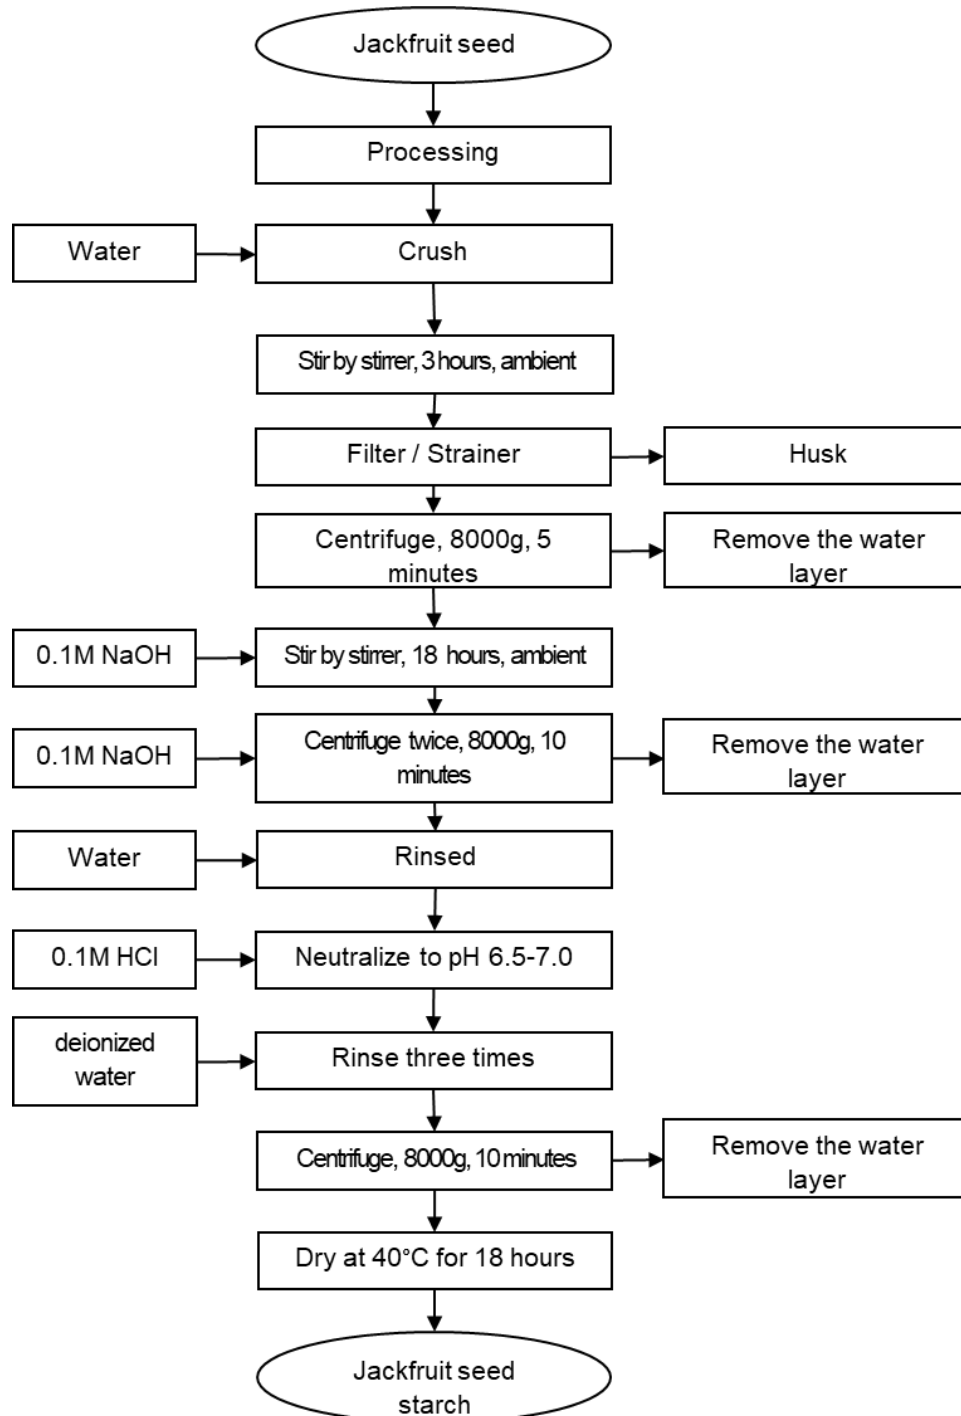 Jackfruit seed
Processing
Water
Crush
Stir by stirrer, 3 hours, ambient
Filter / Strainer
Husk
Centrifuge, 8000g, 5
minutes
Remove the water
layer
0.1M NaOH
Stir by stirrer, 18 hours, ambient
0.1M NaOH
Centrifuge twice, 8000g, 10
minutes
Remove the water
layer
Water
Rinsed
0.1M HCl
Neutralize to pH 6.5-7.0
deionized
water
Rinse three times
Centrifuge, 8000g, 10 minutes
Remove the water
layer
Dry at 40°C for 18 hours
Jackfruit seed
starch